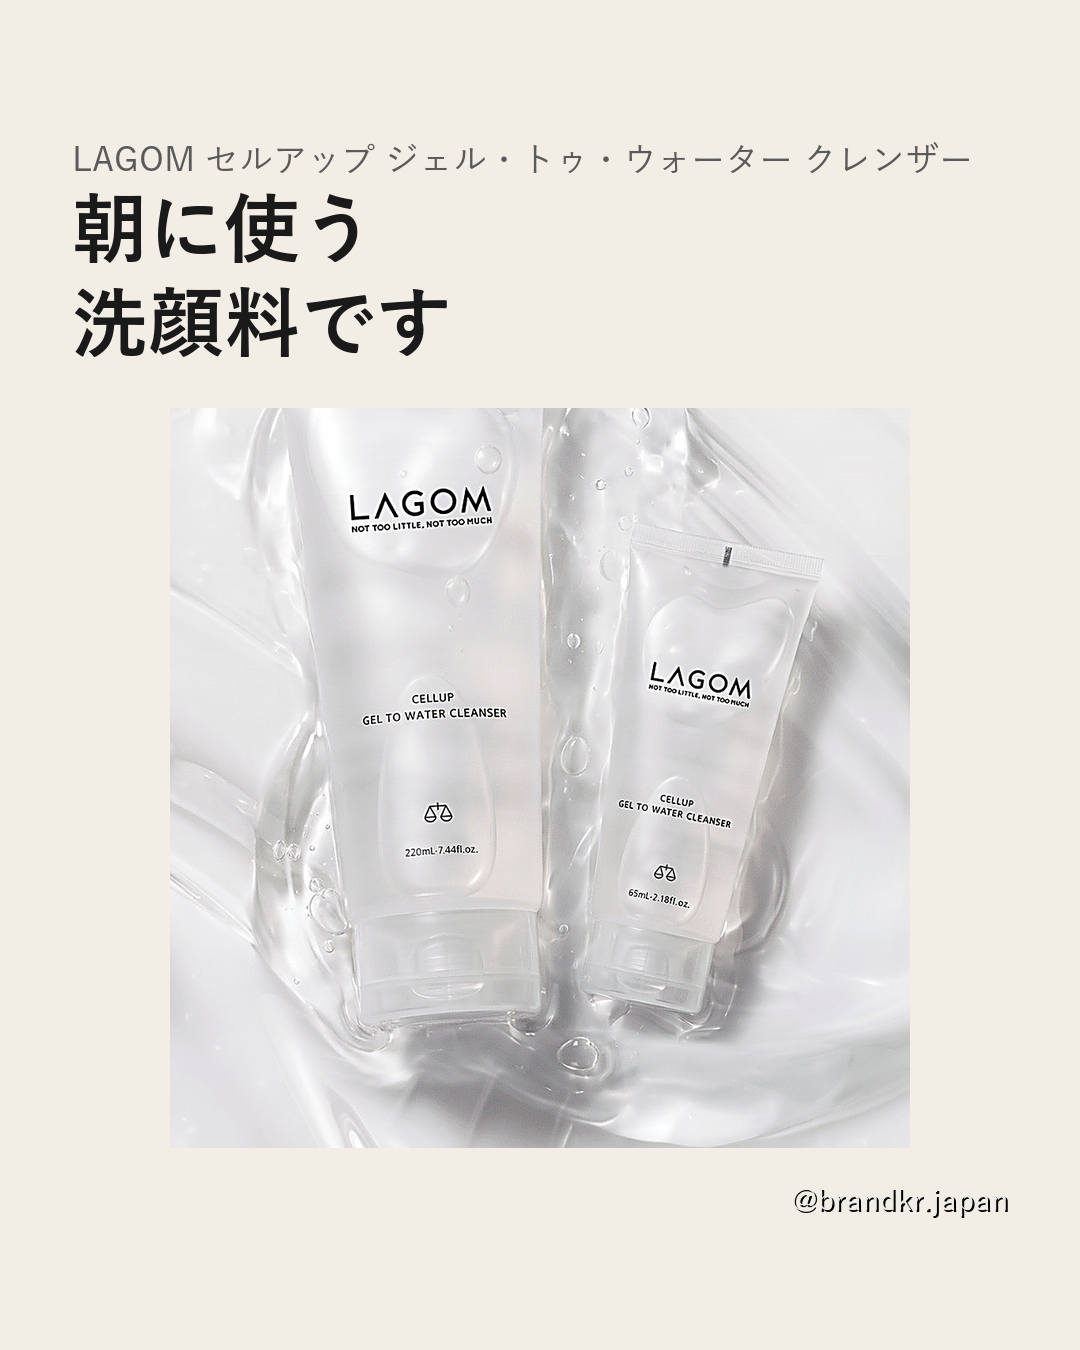 LAGOM セルアップ ジェル・トゥ・ウォーター クレンザー
朝に使う
洗顔料です
LAGOM
NOT TOO LITTLE, NOT TOO MUCH
CELLUP
GEL TO WATER CLEANSER
220mL·7.44fl.oz.
LAGOM
NOT TOO LITTLE, NOT TOO MUCH
CELLUP
GEL TO WATER CLEANSER
65mL·2.18fl.oz.
@brandkr.japan